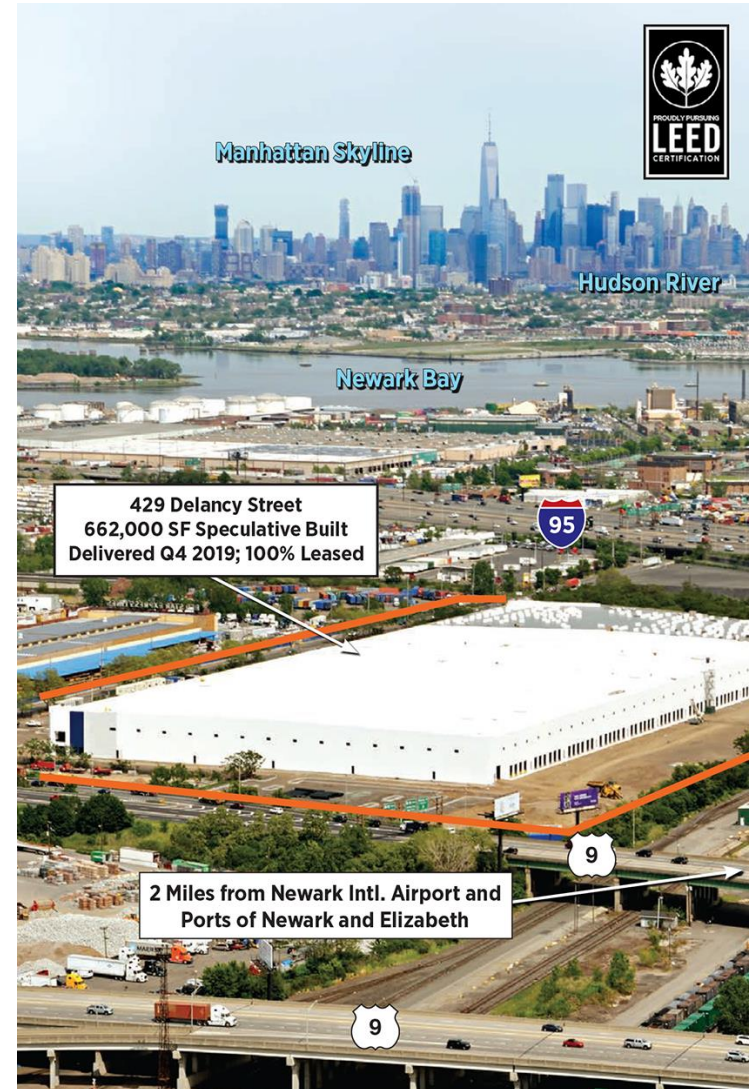 PROUDLY PURSUING
LEED
CERTIFICATION
Manhattan Skyline
Hudson River
Newark Bay
429 Delancy Street
662,000 SF Speculative Built
Delivered Q4 2019; 100% Leased
95
9
2 Miles from Newark Intl. Airport and
Ports of Newark and Elizabeth
9